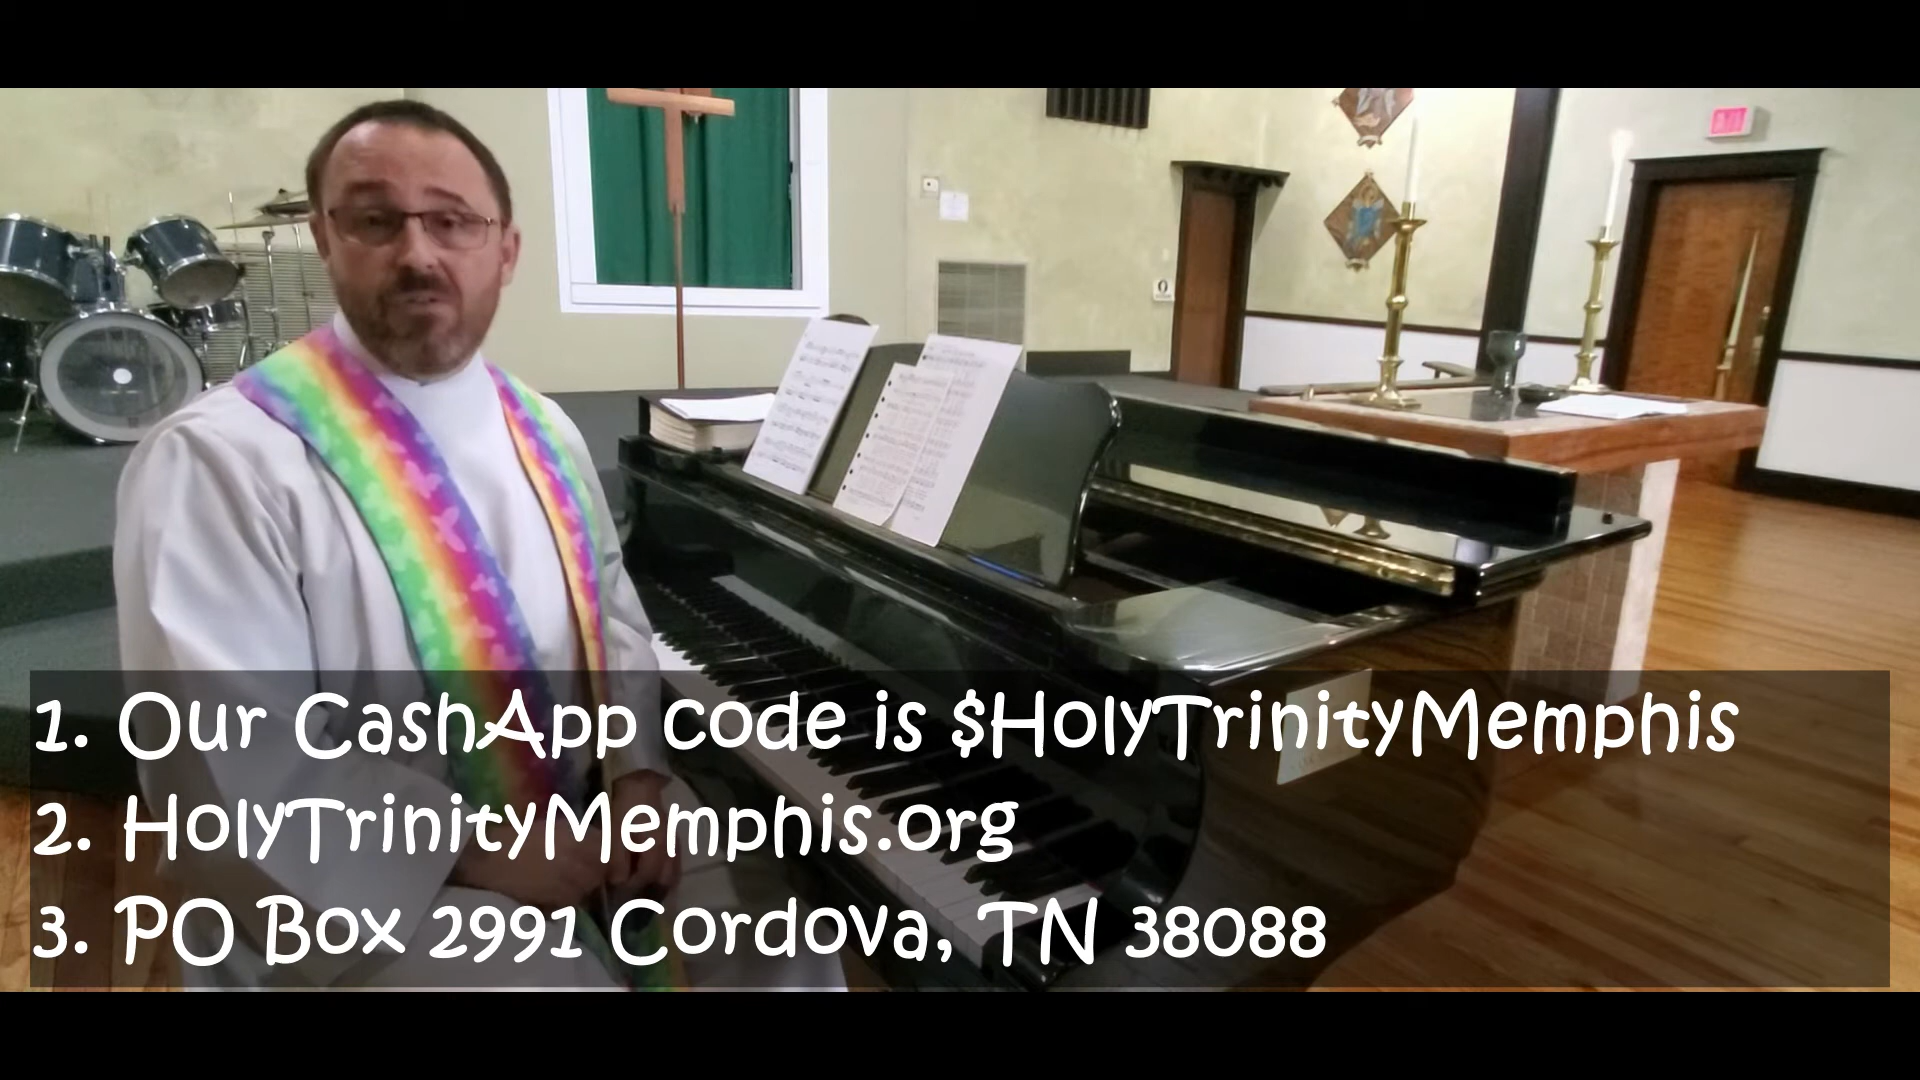 1. Our CashApp code is $HolyTrinityMemphis
2. HolyTrinityMemphis.org
3. PO Box 2991 Cordova, TN 38088